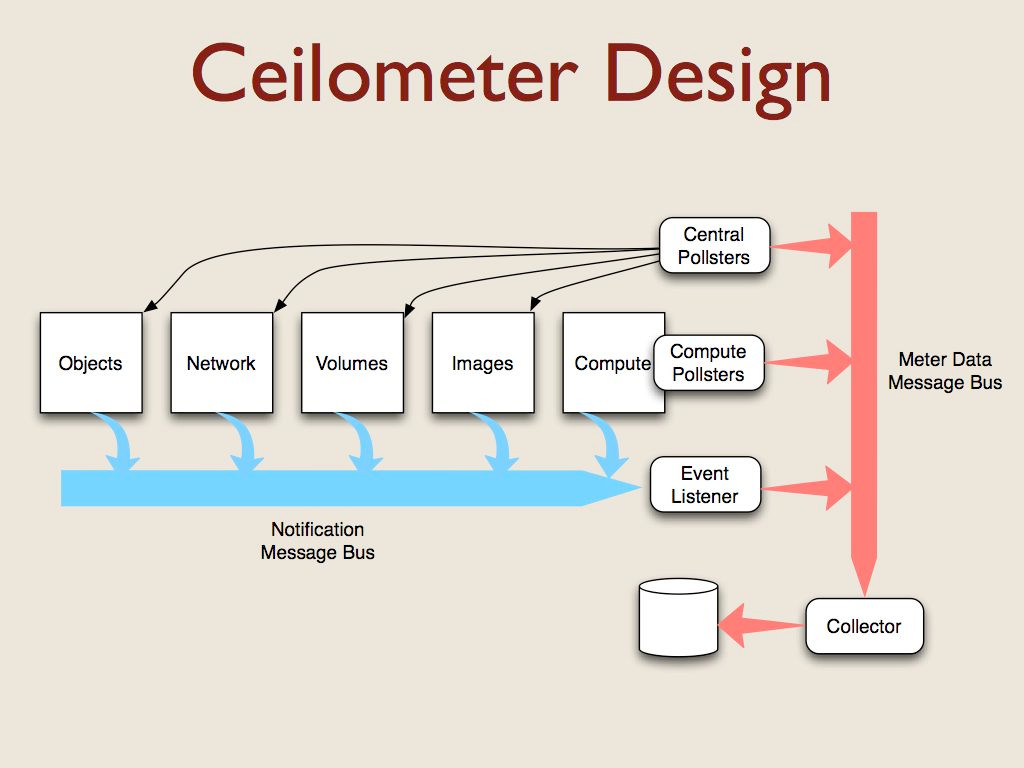 Ceilometer Design
Central
Pollsters
Objects
Network
Volumes
Images
Compute
Compute
Pollsters
Meter Data
Message Bus
Event
Listener
Notification
Message Bus
Collector